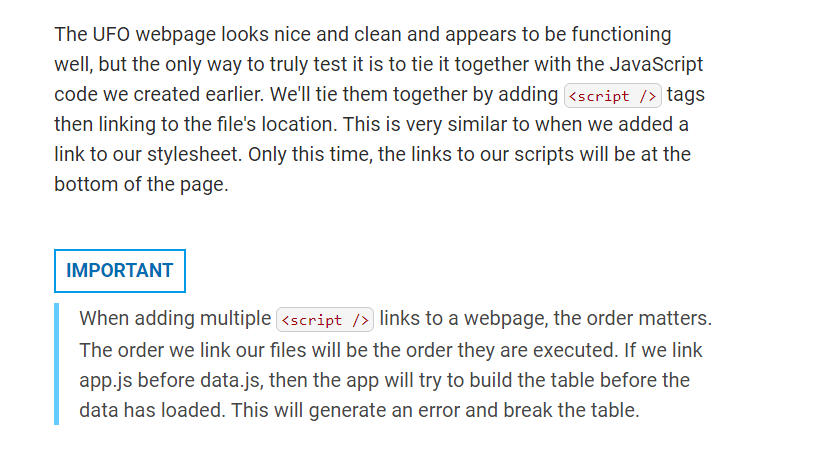 The UFO webpage looks nice and clean and appears to be functioning
well, but the only way to truly test it is to tie it together with the JavaScript
code we created earlier. We'll tie them together by adding <script /> tags
then linking to the file's location. This is very similar to when we added a
link to our stylesheet. Only this time, the links to our scripts will be at the
bottom of the page.
IMPORTANT
When adding multiple <script /> links to a webpage, the order matters.
The order we link our files will be the order they are executed. If we link
app.js before data.js, then the app will try to build the table before the
data has loaded. This will generate an error and break the table.